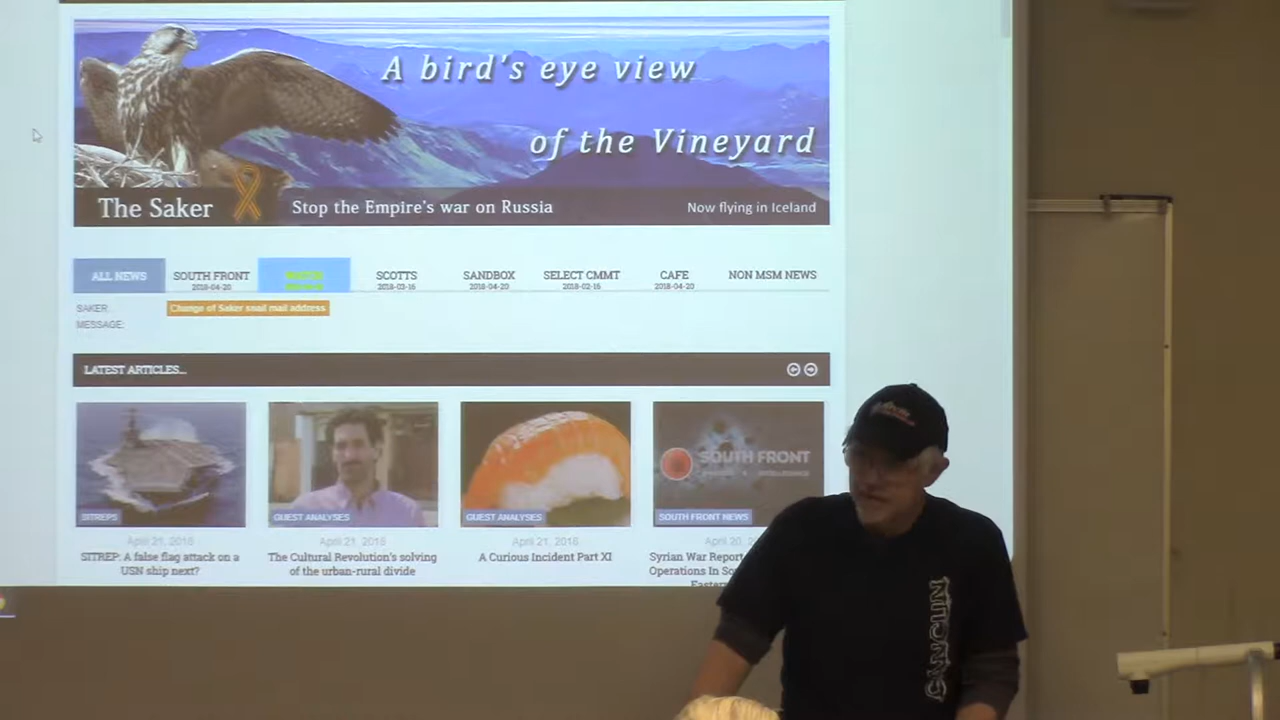 A bird's eye view
of the Vineyard
The Saker
Stop the Empire's war on Russia
Now flying in Iceland
ALL NEWS
SOUTH FRONT
2018-04-20
SCOTTS
2018-03-16
SANDBOX
2018-04-20
SELECT CMMT
2018-02-16
CAFE
2018-04-20
NON MSM NEWS
SAKER
MESSAGE:
Change of Saker snail mail address
LATEST ARTICLES...
SITREPS
GUEST ANALYSES
GUEST ANALYSES
SOUTH FRONT
SOUTH FRONT NEWS
April 21, 2018
SITREP: A false flag attack on a
USN ship next?
April 21, 2018
The Cultural Revolution's solving
of the urban-rural divide
April 21, 2018
A Curious Incident Part XI
April 20,
Syrian War Report
Operations In
Eastern
CANCUN